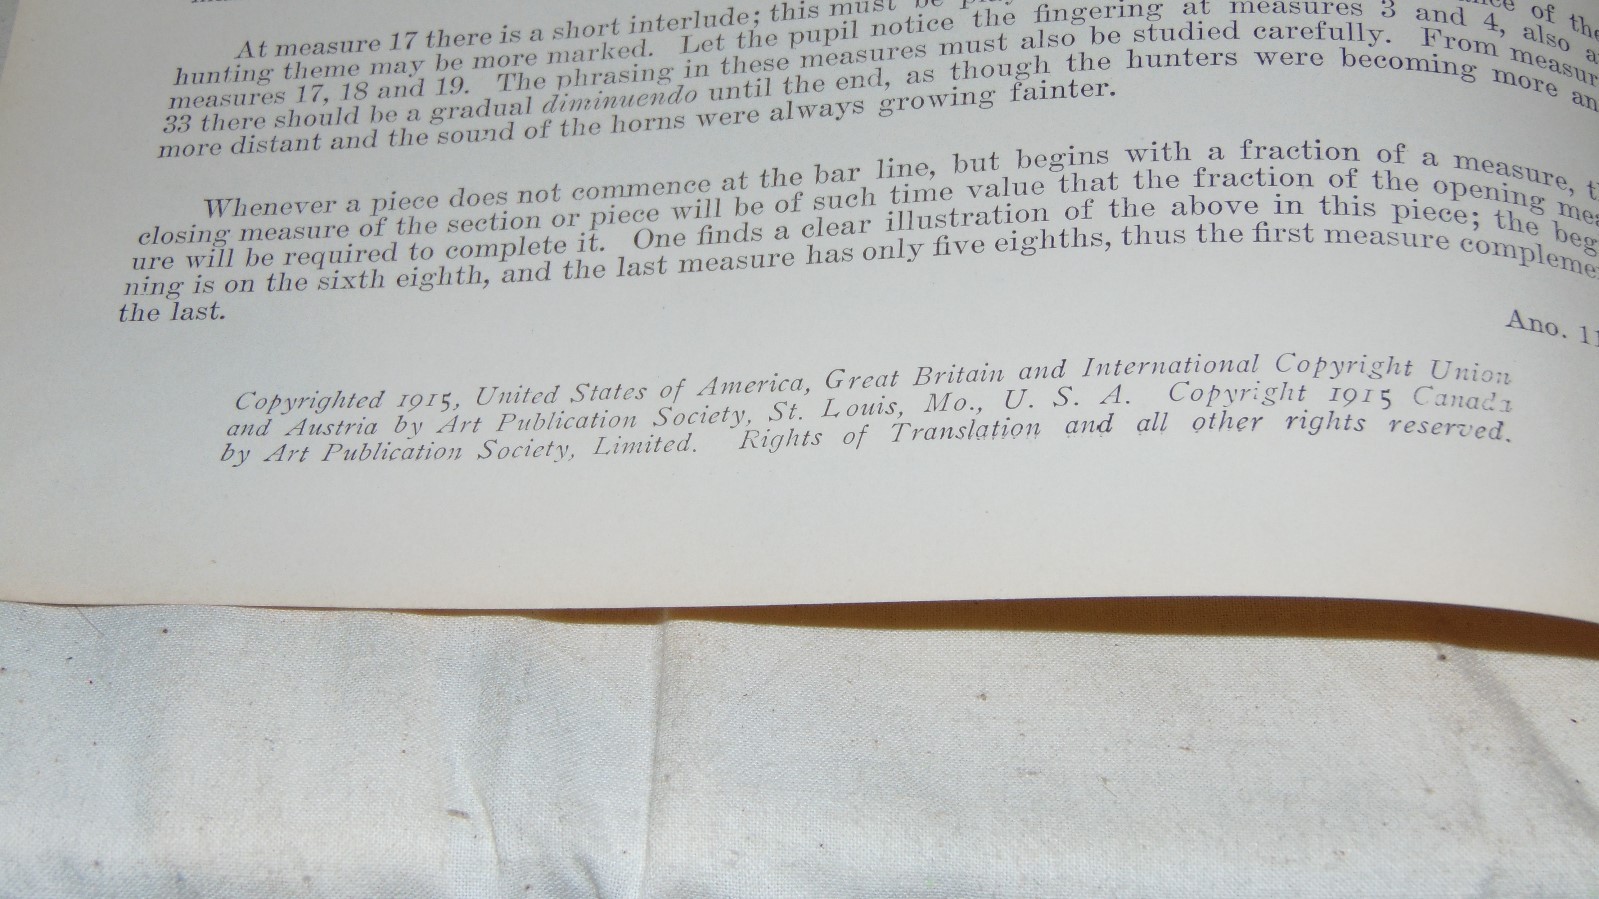 At measure 17 there is a short interlude; this must be of the
hunting theme may be more marked. Let the pupil notice the fingering at measures 3 and 4, also a
measures 17, 18 and 19. The phrasing in these measures must also be studied carefully. From measur
33 there should be a gradual diminuendo until the end, as though the hunters were becoming more an
more distant and the sound of the horns were always growing fainter.
Whenever a piece does not commence at the bar line, but begins with a fraction of a measure, t
closing measure of the section or piece will be of such time value that the fraction of the opening mea
ure will be required to complete it. One finds a clear illustration of the above in this piece; the beg
ning is on the sixth eighth, and the last measure has only five eighths, thus the first measure compleme
the last.
Ano. 11
Copyrighted 1915, United States of America, Great Britain and International Copyright Union
and Austria by Art Publication Society, St. Louis, Mo., U. S. A. Copyright 1915 Canada
by Art Publication Society, Limited. Rights of Translation and all other rights reserved.